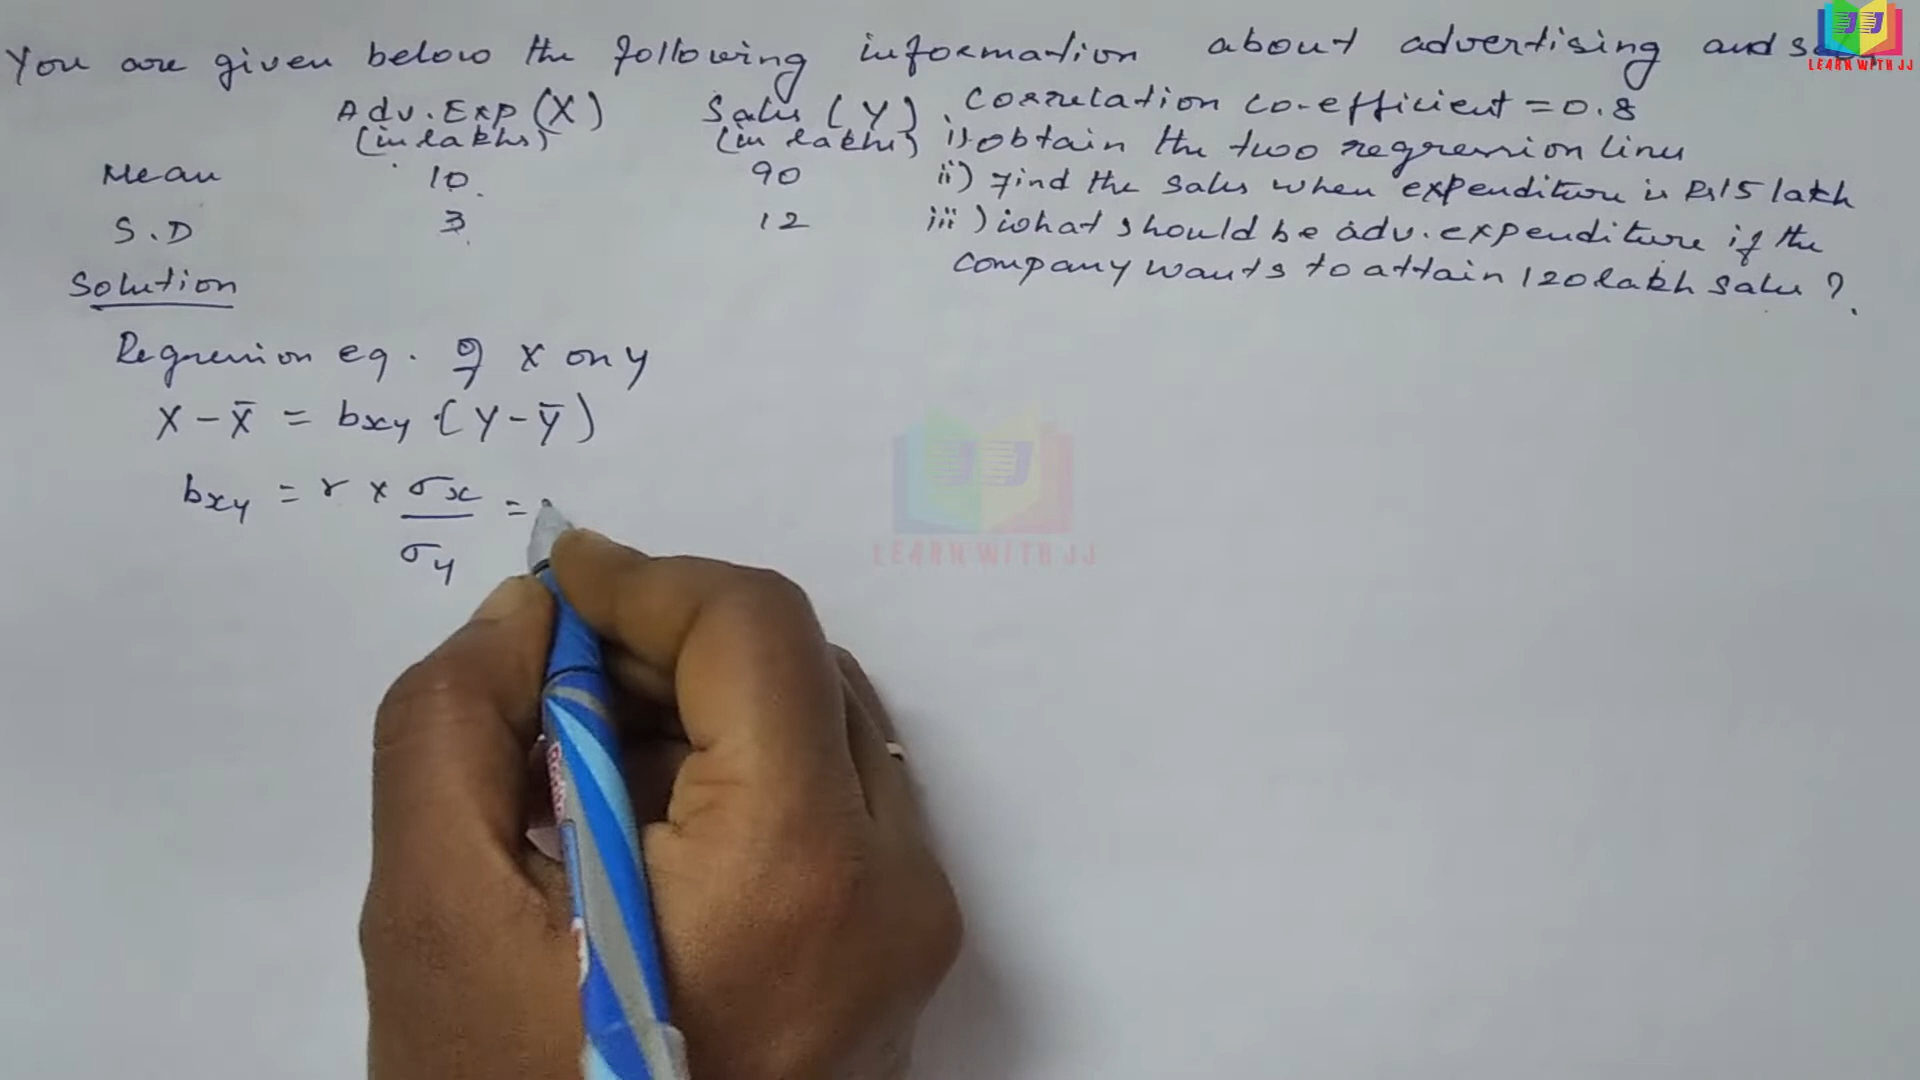 You are given below the following information about advertising and
Adv. Exp (X) Sales (Y) Correlation co-efficient = 0.8
(in lakhs) (in lakhs) i) obtain the two regression lines
Mean 10 90 ii) Find the sales when expenditure is Rs 15 lakh
S.D 3 12 iii) what should be adv. expenditure if the
company wants to attain 120 lakh sales ?
Solution
Regression eq. of X on y
X - X̄ = bxy (Y - Ȳ)
bxy = r × σx / σy =
LEARN WITH JJ
LEARN WITH JJ